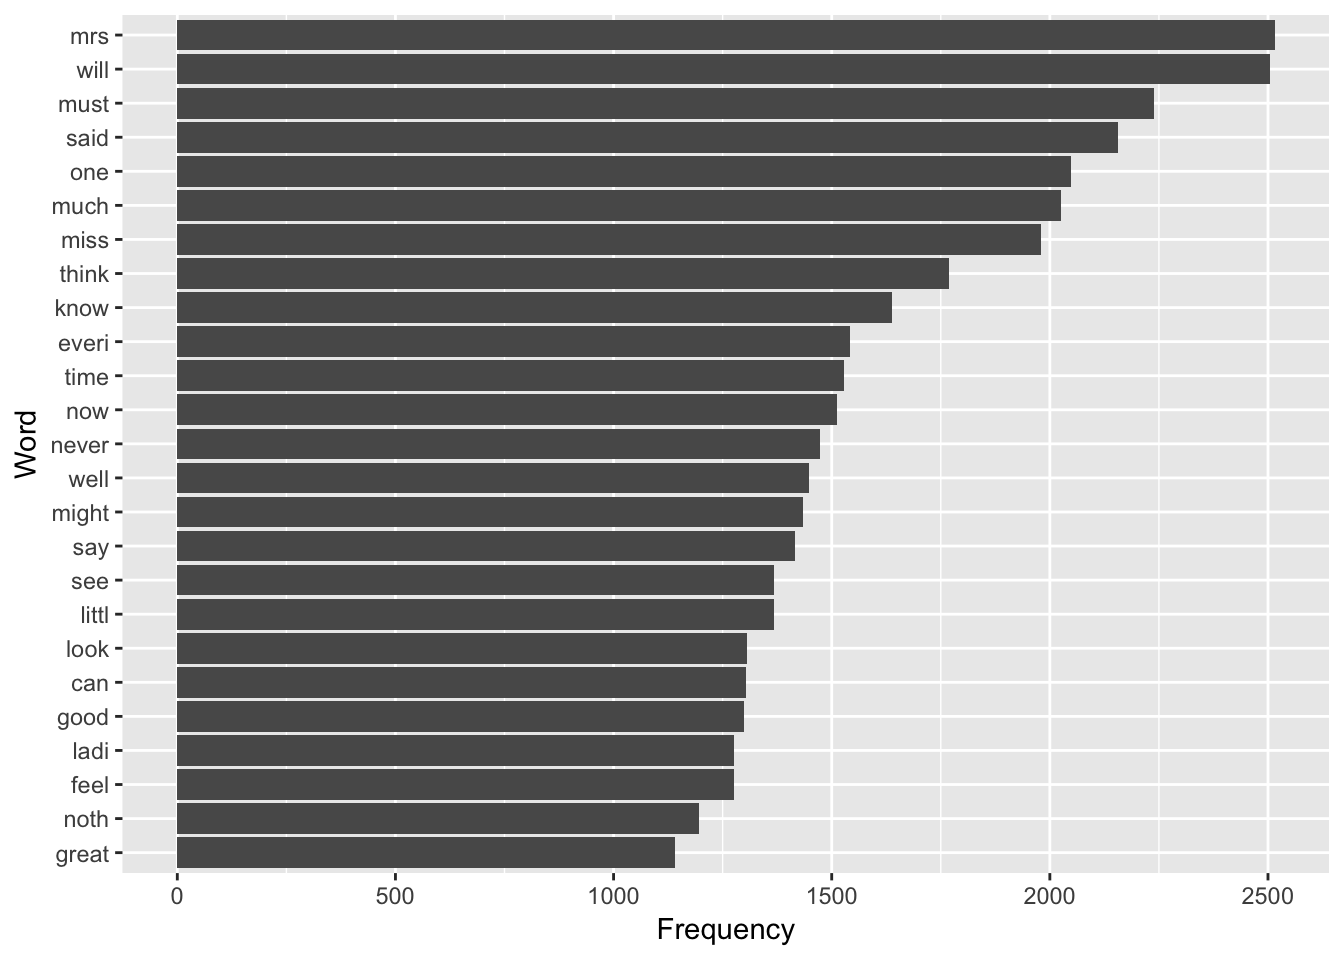 mrs
will
must
said
one
much
miss
think
know
everi
time
now
never
well
might
say
see
littl
look
can
good
ladi
feel
noth
great
Word
0 500 1000 1500 2000 2500
Frequency